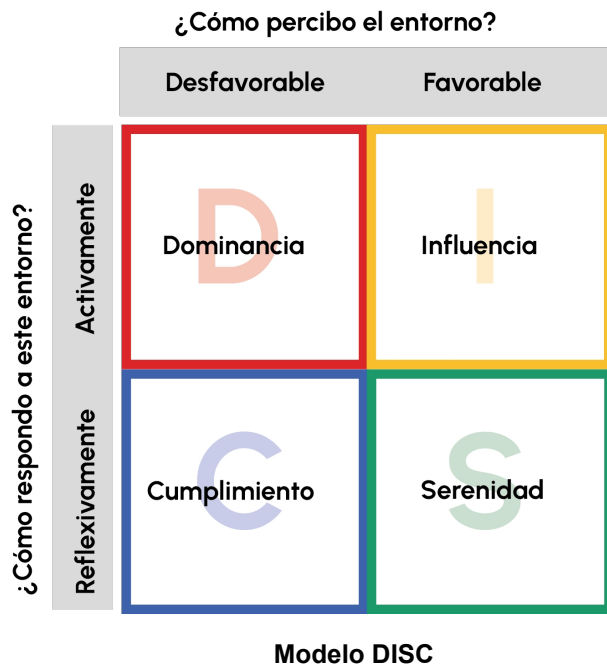 ¿Cómo percibo el entorno?
Desfavorable
Favorable
¿Cómo respondo a este entorno?
Activamente
D
Dominancia
I
Influencia
Reflexivamente
C
Cumplimiento
S
Serenidad
Modelo DISC